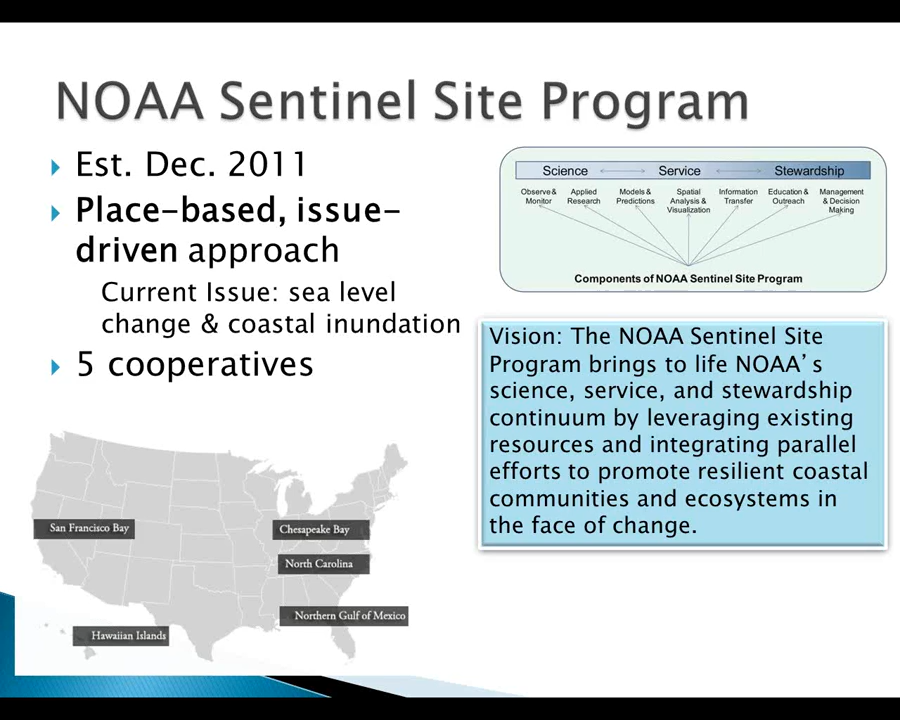 NOAA Sentinel Site Program
Est. Dec. 2011
Place-based, issue-
driven approach
Current Issue: sea level
change & coastal inundation
5 cooperatives
Science Service Stewardship
Observe & Monitor
Applied Research
Models & Predictions
Spatial Analysis & Visualization
Information Transfer
Education & Outreach
Management & Decision Making
Components of NOAA Sentinel Site Program
Vision: The NOAA Sentinel Site
Program brings to life NOAA's
science, service, and stewardship
continuum by leveraging existing
resources and integrating parallel
efforts to promote resilient coastal
communities and ecosystems in
the face of change.
San Francisco Bay
Chesapeake Bay
North Carolina
Northern Gulf of Mexico
Hawaiian Islands